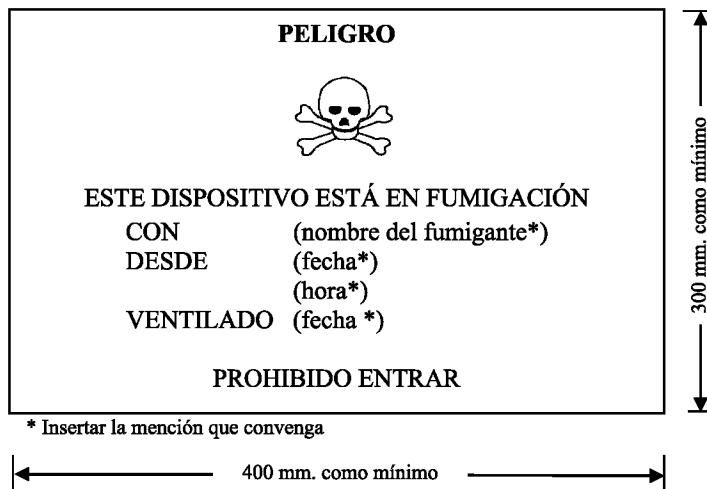 PELIGRO
ESTE DISPOSITIVO ESTÁ EN FUMIGACIÓN
CON (nombre del fumigante*)
DESDE (fecha*)
(hora*)
VENTILADO (fecha *)
PROHIBIDO ENTRAR
* Insertar la mención que convenga
400 mm. como mínimo
300 mm. como mínimo